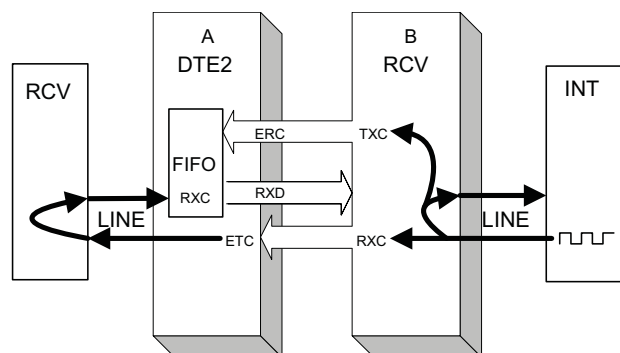 A
DTE2
B
RCV
RCV
INT
ERC
TXC
FIFO
RXC
RXD
LINE
LINE
ETC
RXC